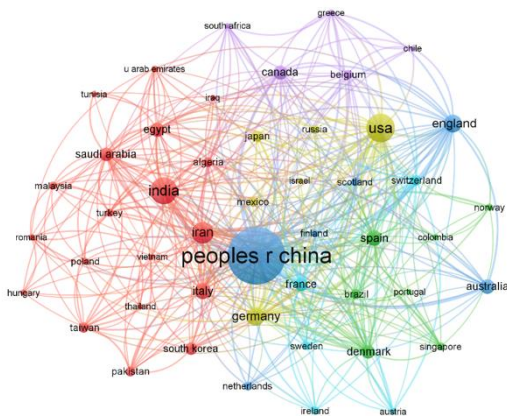 greece
south africa
chile
u arab emirates
canada
belgium
tunisia
iraq
egypt
japan
russia
usa
england
saudi arabia
algeria
malaysia
india
israel
scotland
switzerland
turkey
mexico
norway
romania
iran
finland
spain
colombia
poland
vietnam
peoples r china
hungary
italy
france
brazil
portugal
australia
thailand
taiwan
germany
south korea
sweden
denmark
singapore
pakistan
netherlands
ireland
austria